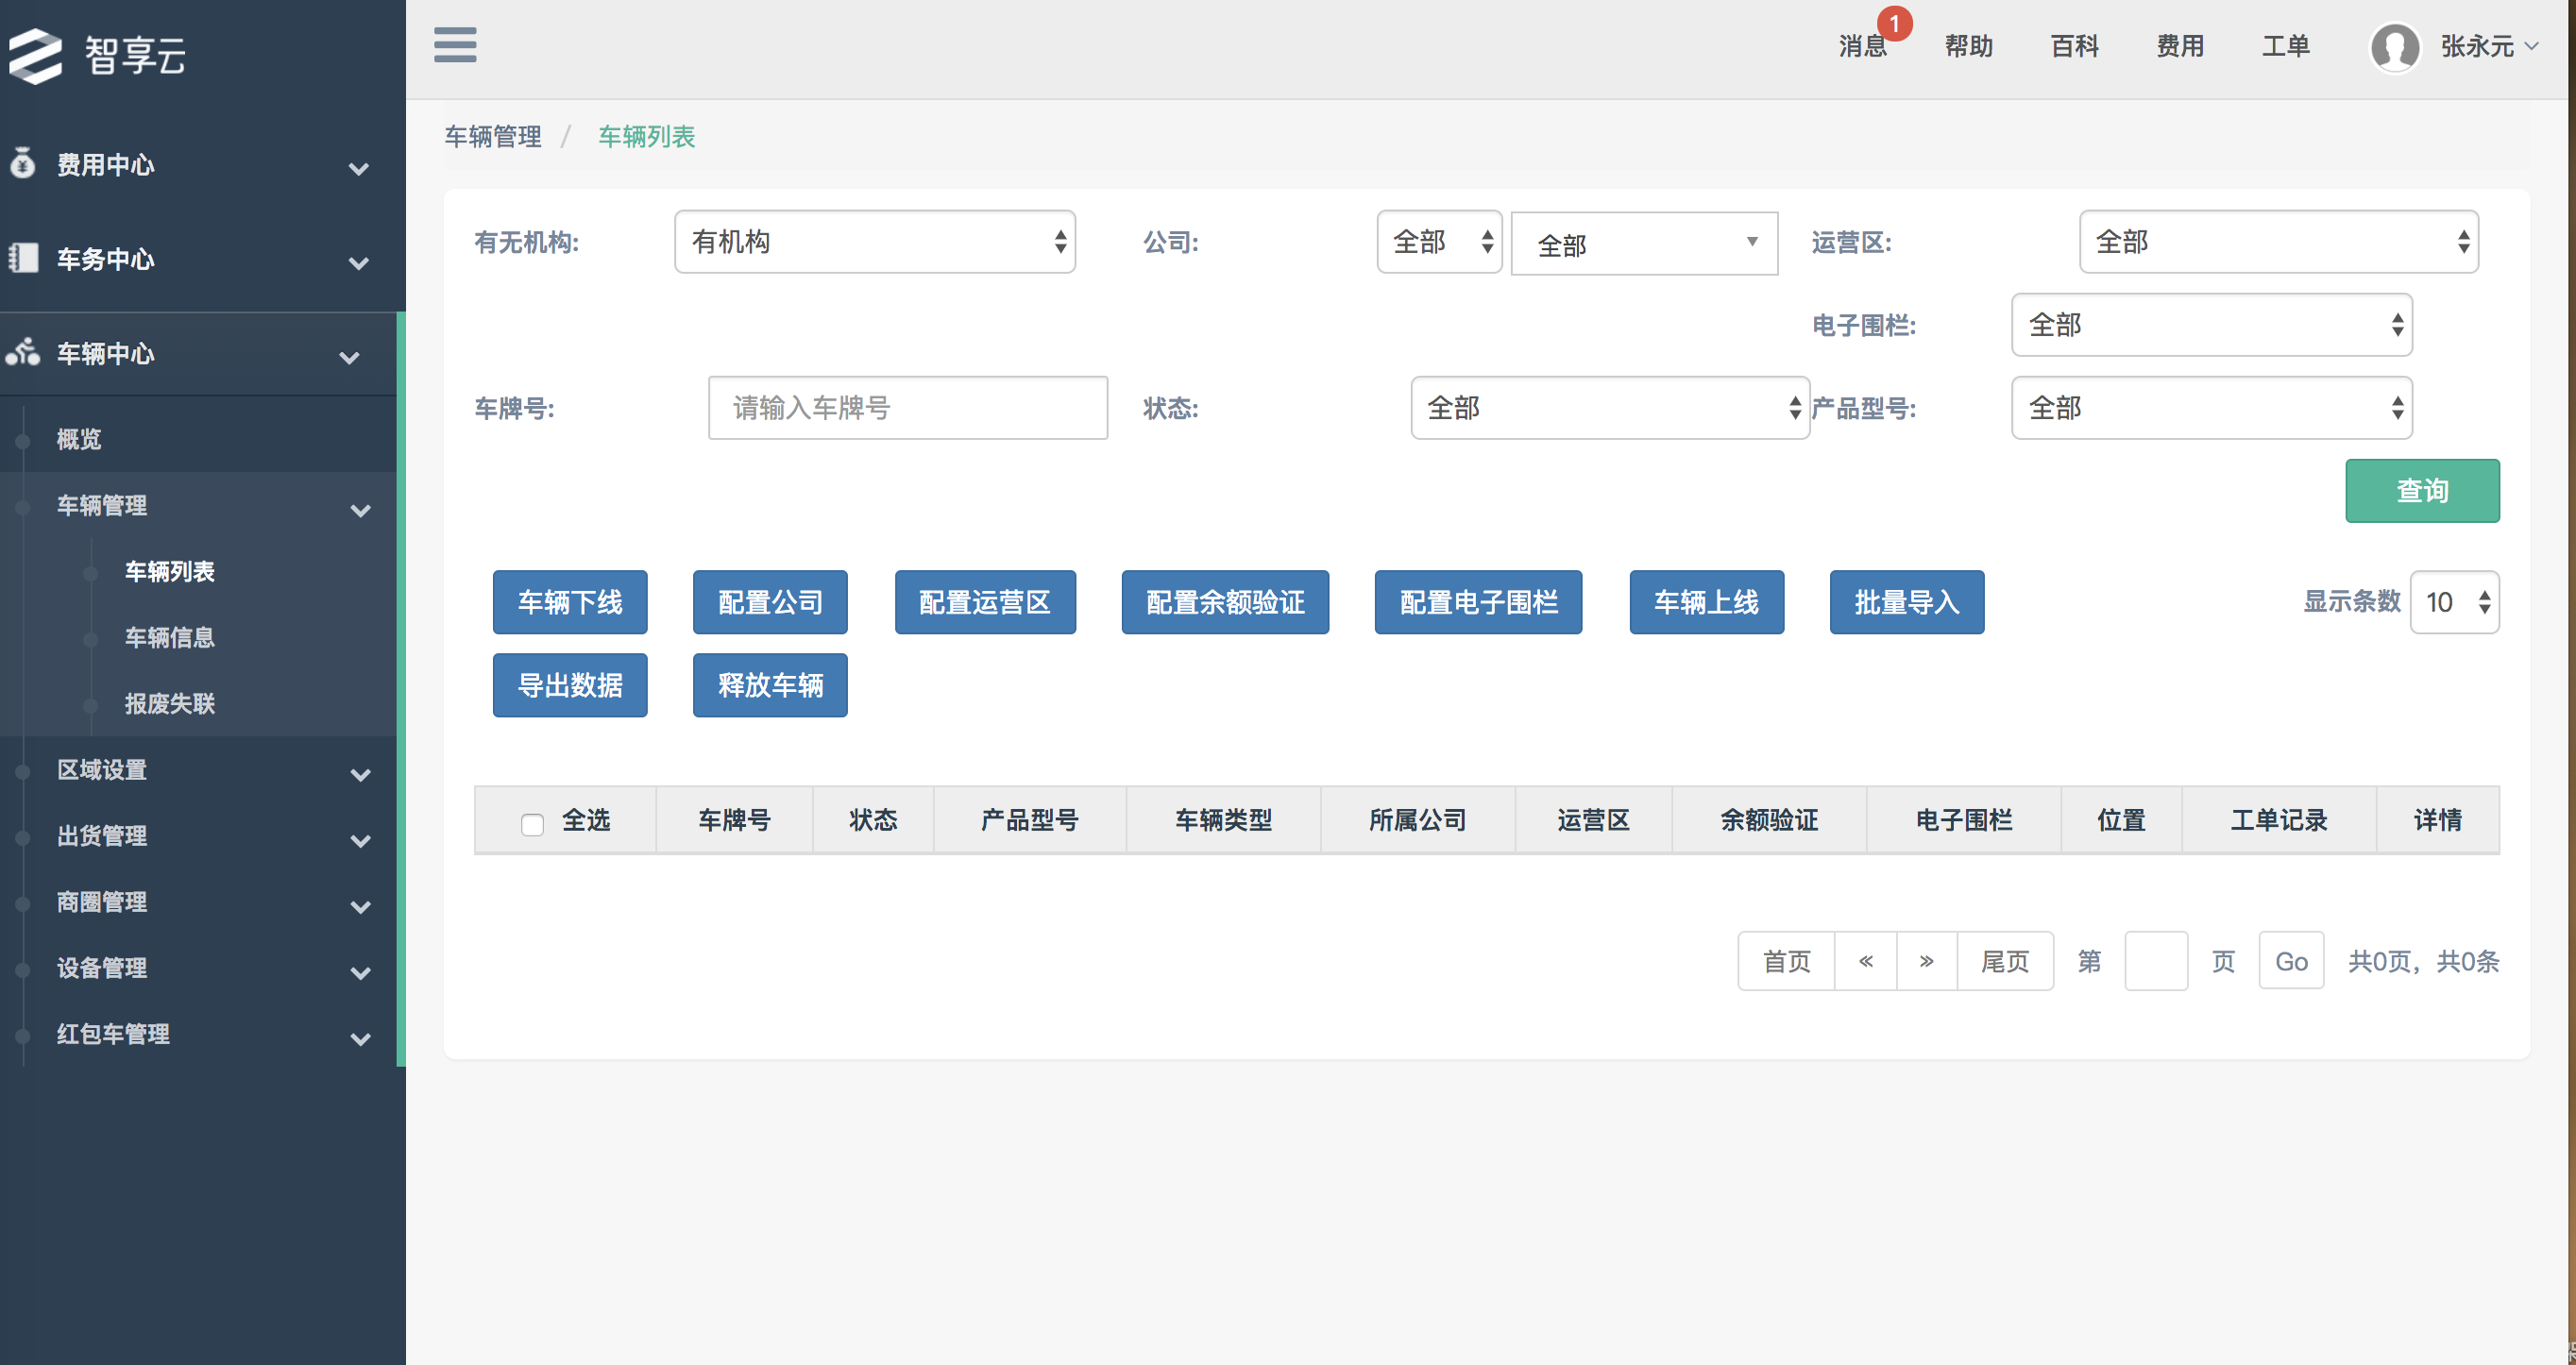 智享云
消息 1 帮助 百科 费用 工单 张永元
费用中心
车务中心
车辆中心
概览
车辆管理
车辆列表
车辆信息
报废失联
区域设置
出货管理
商圈管理
设备管理
红包车管理
车辆管理 / 车辆列表
有无机构: 有机构 公司: 全部 全部 运营区: 全部
电子围栏: 全部
车牌号: 请输入车牌号 状态: 全部 产品型号: 全部
查询
车辆下线 配置公司 配置运营区 配置余额验证 配置电子围栏 车辆上线 批量导入 显示条数 10
导出数据 释放车辆
全选 车牌号 状态 产品型号 车辆类型 所属公司 运营区 余额验证 电子围栏 位置 工单记录 详情
首页 « » 尾页 第 页 Go 共0页，共0条